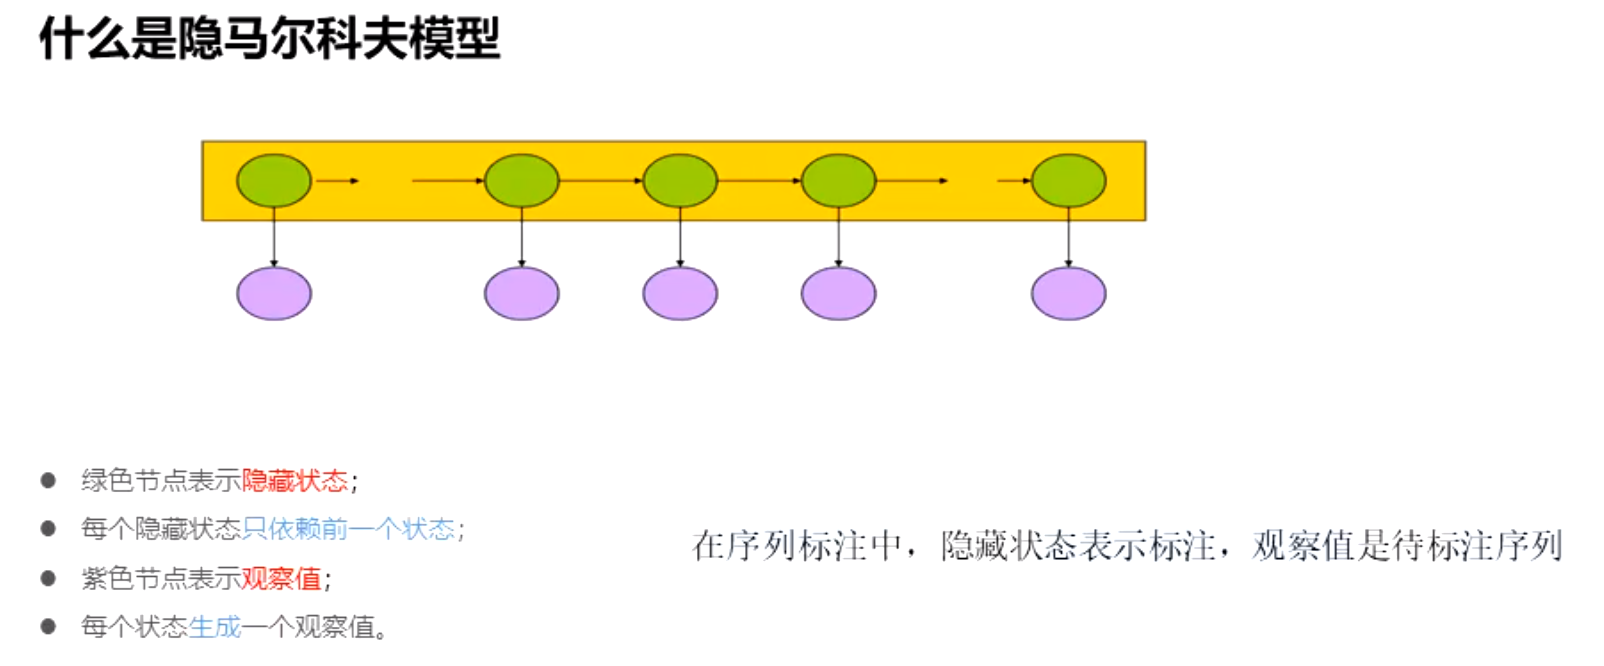 什么是隐马尔科夫模型
● 绿色节点表示隐藏状态；
● 每个隐藏状态只依赖前一个状态；
● 紫色节点表示观察值；
● 每个状态生成一个观察值。
在序列标注中，隐藏状态表示标注，观察值是待标注序列